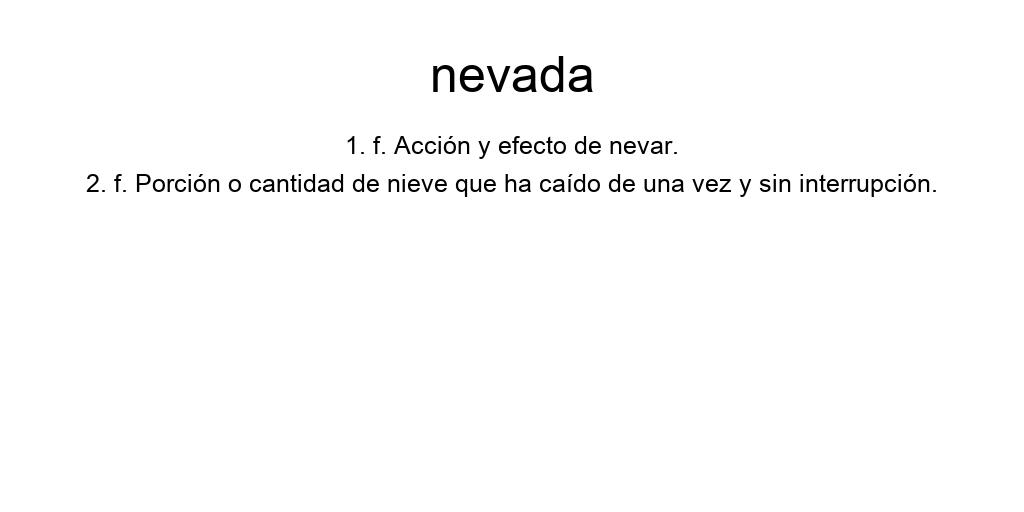 nevada
1. f. Acción y efecto de nevar.
2. f. Porción o cantidad de nieve que ha caído de una vez y sin interrupción.